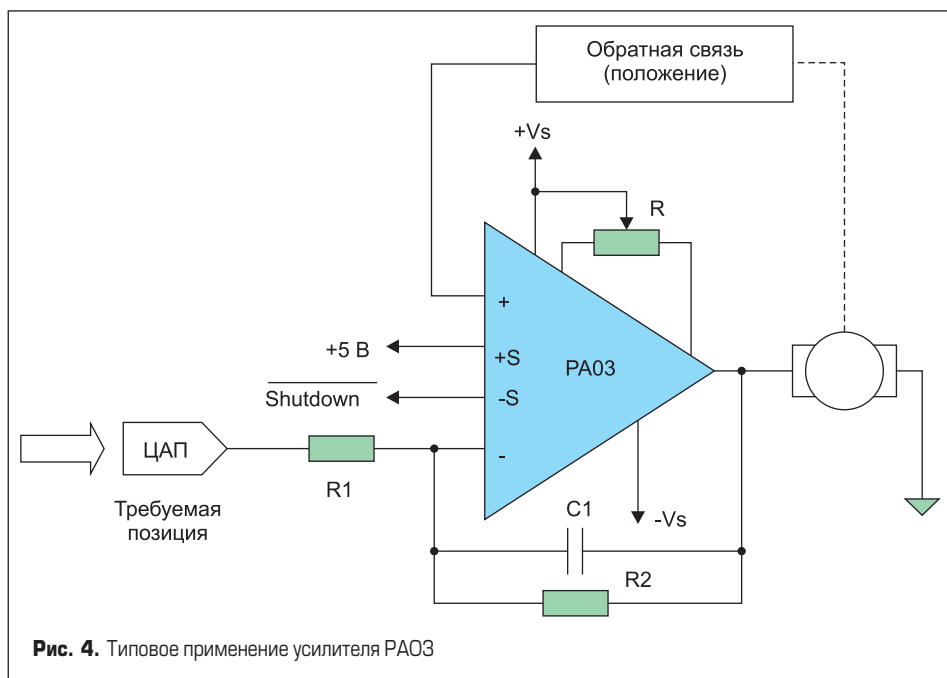 Обратная связь
(положение)
+Vs
R
+
+5 В
+S
PA03
Shutdown
-S
ЦАП
-
R1
Требуемая
позиция
C1
-Vs
R2
Рис. 4. Типовое применение усилителя PA03